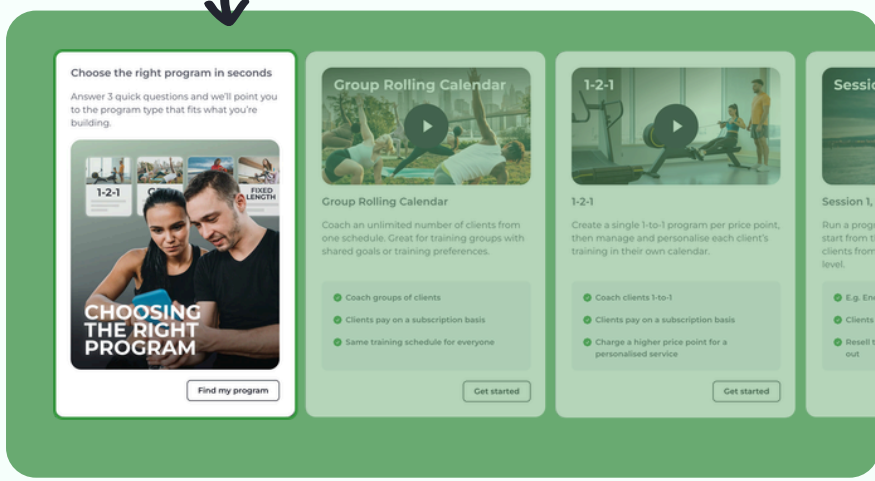 Choose the right program in seconds
Answer 3 quick questions and we'll point you
to the program type that fits what you're
building.
1-2-1
FIXED
LENGTH
CHOOSING
THE RIGHT
PROGRAM
Find my program
Group Rolling Calendar
Group Rolling Calendar
Coach an unlimited number of clients from
one schedule. Great for training groups with
shared goals or training preferences.
Coach groups of clients
Clients pay on a subscription basis
Same training schedule for everyone
Get started
1-2-1
1-2-1
Create a single 1-to-1 program per price point,
then manage and personalise each client's
training in their own calendar.
Coach clients 1-to-1
Clients pay on a subscription basis
Charge a higher price point for a
personalised service
Get started
Session 1,
Run a
start from
clients from
level.
E.g.
Clients
Resell
out